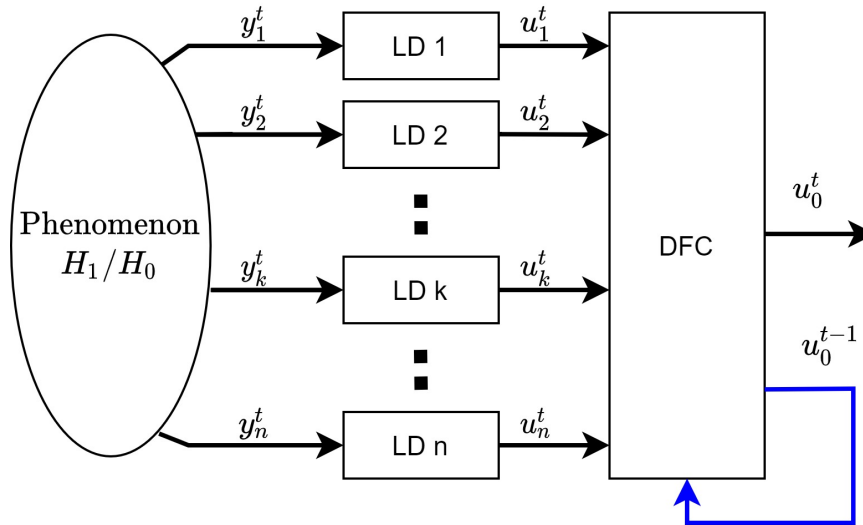 y_1^t
LD 1
u_1^t
y_2^t
LD 2
u_2^t
Phenomenon
H_1/H_0
DFC
u_0^t
y_k^t
LD k
u_k^t
u_0^{t-1}
y_n^t
LD n
u_n^t